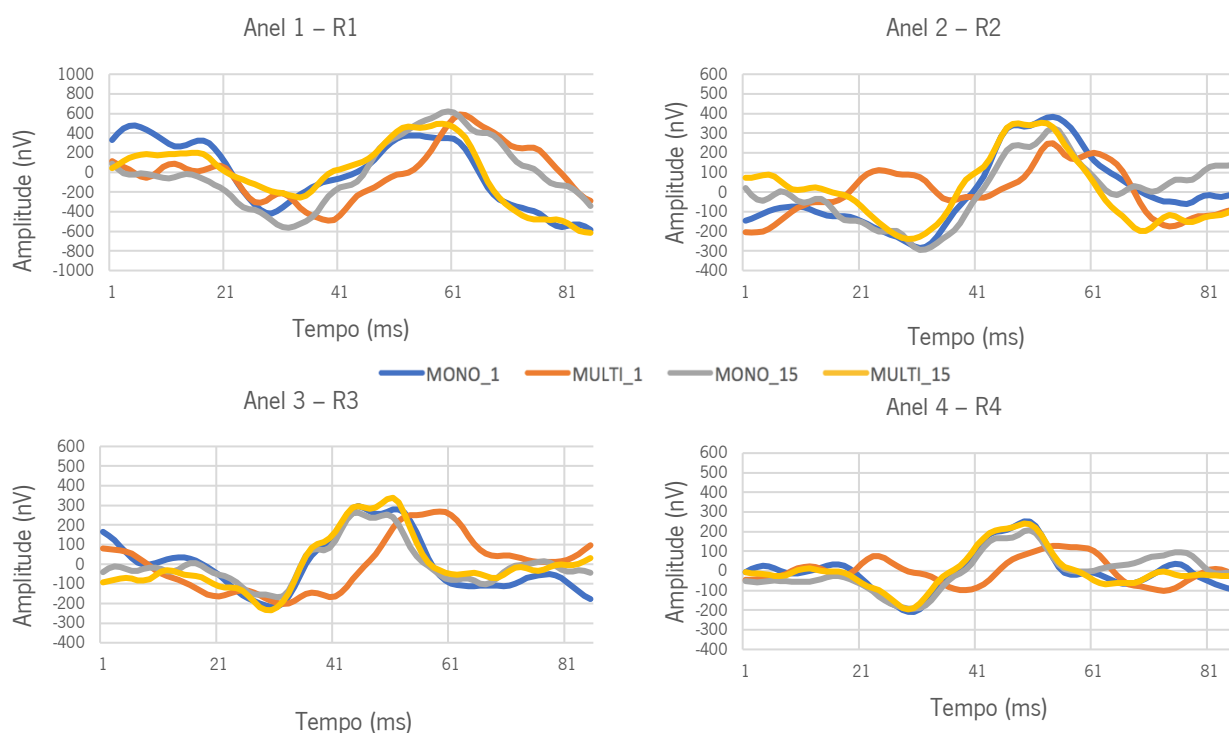 Anel 1 – R1
1000
800
600
400
200
0
-200
-400
-600
-800
-1000
Amplitude (nV)
1 21 41 61 81
Tempo (ms)
Anel 2 – R2
600
500
400
300
200
100
0
-100
-200
-300
-400
Amplitude (nV)
1 21 41 61 81
Tempo (ms)
MONO_1 MULTI_1 MONO_15 MULTI_15
Anel 3 – R3
600
500
400
300
200
100
0
-100
-200
-300
-400
Amplitude (nV)
1 21 41 61 81
Tempo (ms)
Anel 4 – R4
600
500
400
300
200
100
0
-100
-200
-300
-400
Amplitude (nV)
1 21 41 61 81
Tempo (ms)